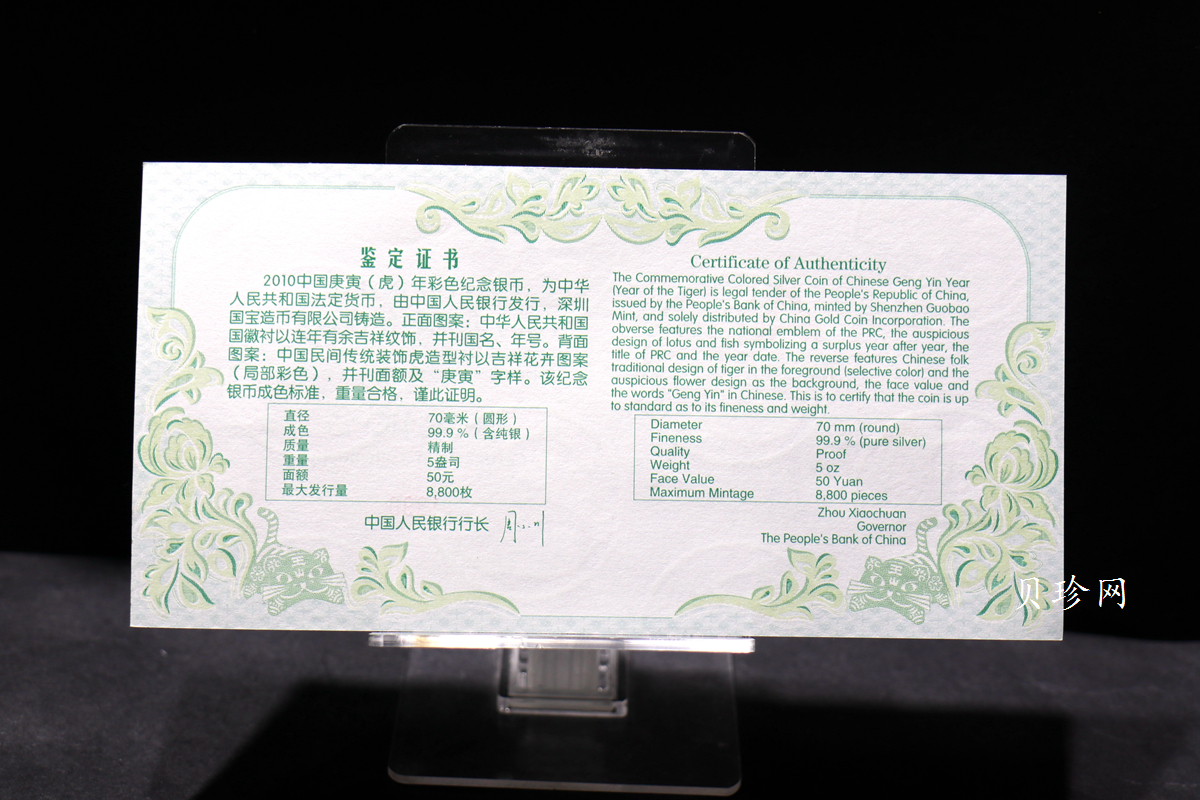 鉴定证书
2010中国庚寅（虎）年彩色纪念银币，为中华
人民共和国法定货币，由中国人民银行发行，深圳
国宝造币有限公司铸造。正面图案：中华人民共和国
国徽衬以连年有余吉祥纹饰，并刊国名、年号。背面
图案：中国民间传统装饰虎造型衬以吉祥花卉图案
（局部彩色），并刊面额及“庚寅”字样。该纪念
银币成色标准，重量合格，谨此证明。
直径 70毫米（圆形）
成色 99.9 %（含纯银）
质量 精制
重量 5盎司
面额 50元
最大发行量 8,800枚
中国人民银行行长
Certificate of Authenticity
The Commemorative Colored Silver Coin of Chinese Geng Yin Year
(Year of the Tiger) is legal tender of the People's Republic of China,
issued by the People's Bank of China, minted by Shenzhen Guobao
Mint, and solely distributed by China Gold Coin Incorporation. The
obverse features the national emblem of the PRC, the auspicious
design of lotus and fish symbolizing a surplus year after year, the
title of PRC and the year date. The reverse features Chinese folk
traditional design of tiger in the foreground (selective color) and the
auspicious flower design as the background, the face value and
the words "Geng Yin" in Chinese. This is to certify that the coin is up
to standard as to its fineness and weight.
Diameter 70 mm (round)
Fineness 99.9 % (pure silver)
Quality Proof
Weight 5 oz
Face Value 50 Yuan
Maximum Mintage 8,800 pieces
Zhou Xiaochuan
Governor
The People's Bank of China
贝珍网